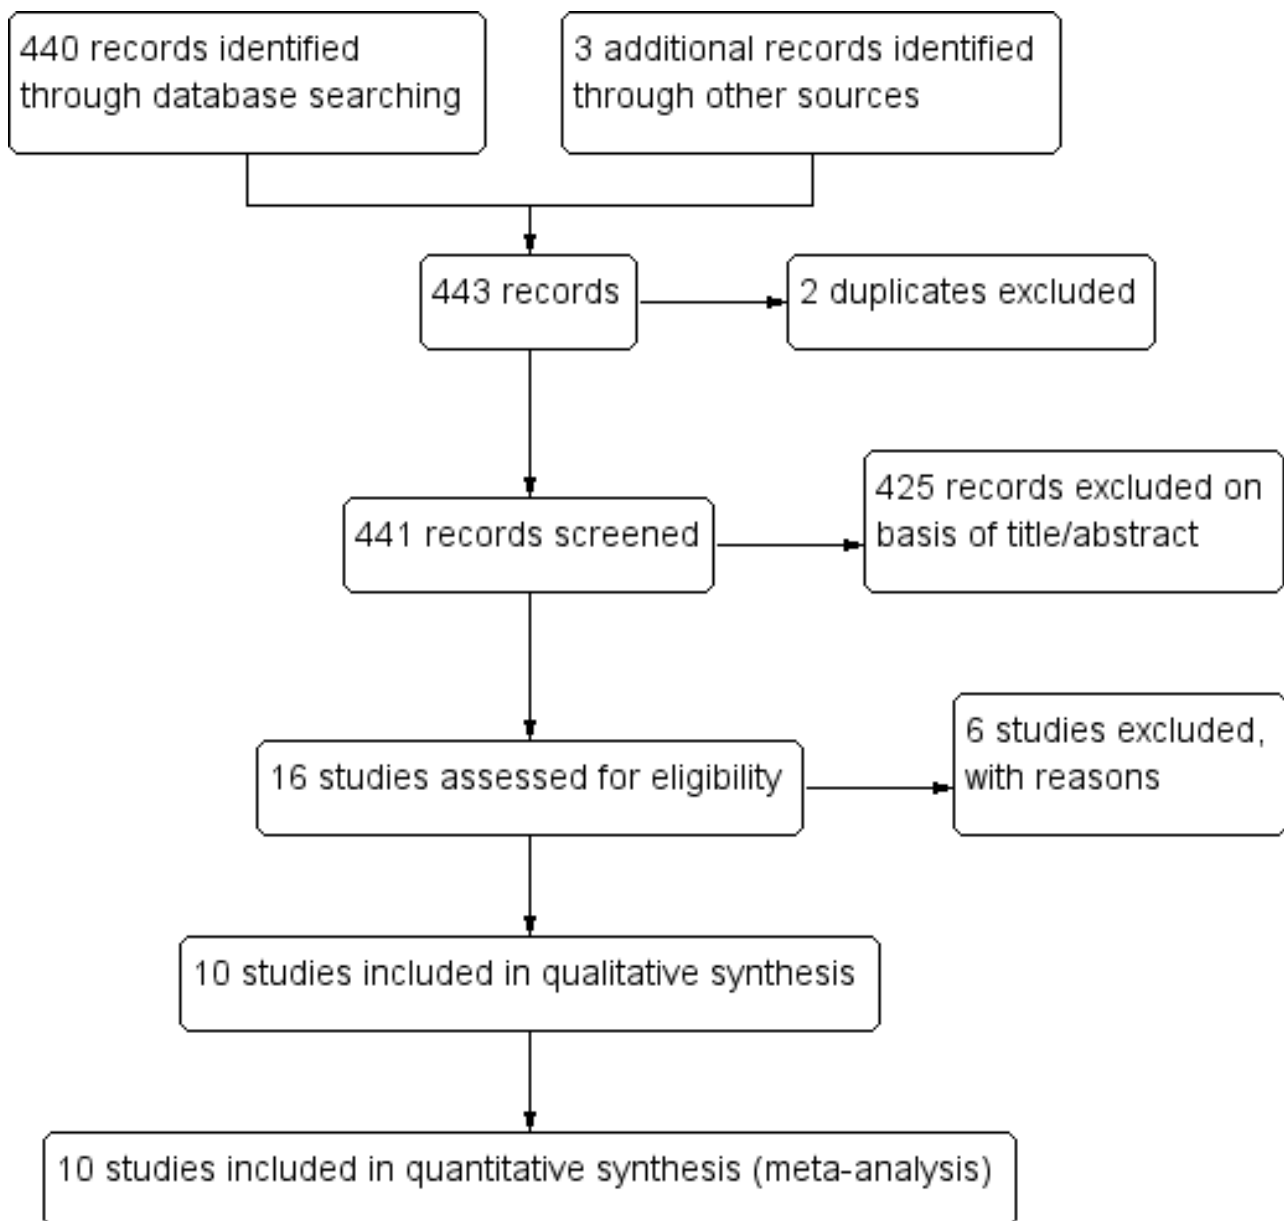 440 records identified
through database searching
3 additional records identified
through other sources
443 records
2 duplicates excluded
441 records screened
425 records excluded on
basis of title/abstract
16 studies assessed for eligibility
6 studies excluded,
with reasons
10 studies included in qualitative synthesis
10 studies included in quantitative synthesis (meta-analysis)